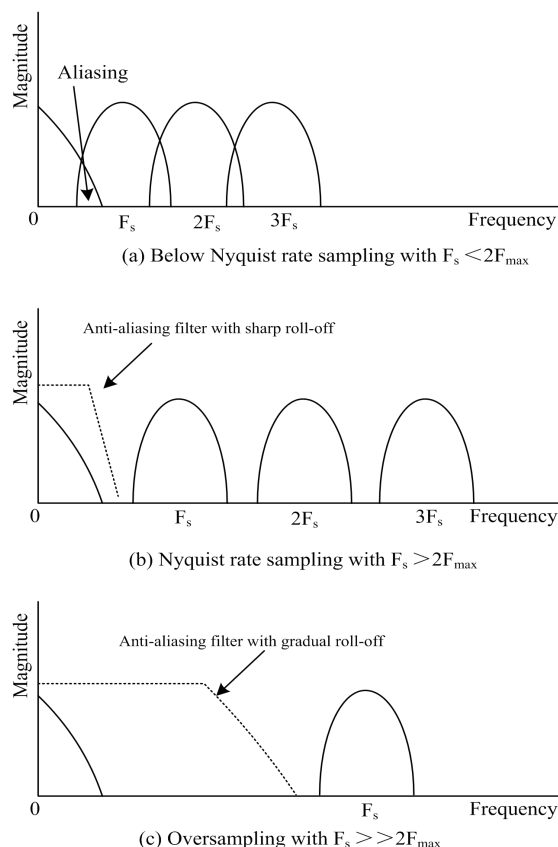 Magnitude
Aliasing
0
Fs
2Fs
3Fs
Frequency
(a) Below Nyquist rate sampling with Fs <2Fmax
Magnitude
Anti-aliasing filter with sharp roll-off
0
Fs
2Fs
3Fs
Frequency
(b) Nyquist rate sampling with Fs >2Fmax
Magnitude
Anti-aliasing filter with gradual roll-off
0
Fs
Frequency
(c) Oversampling with Fs >>2Fmax